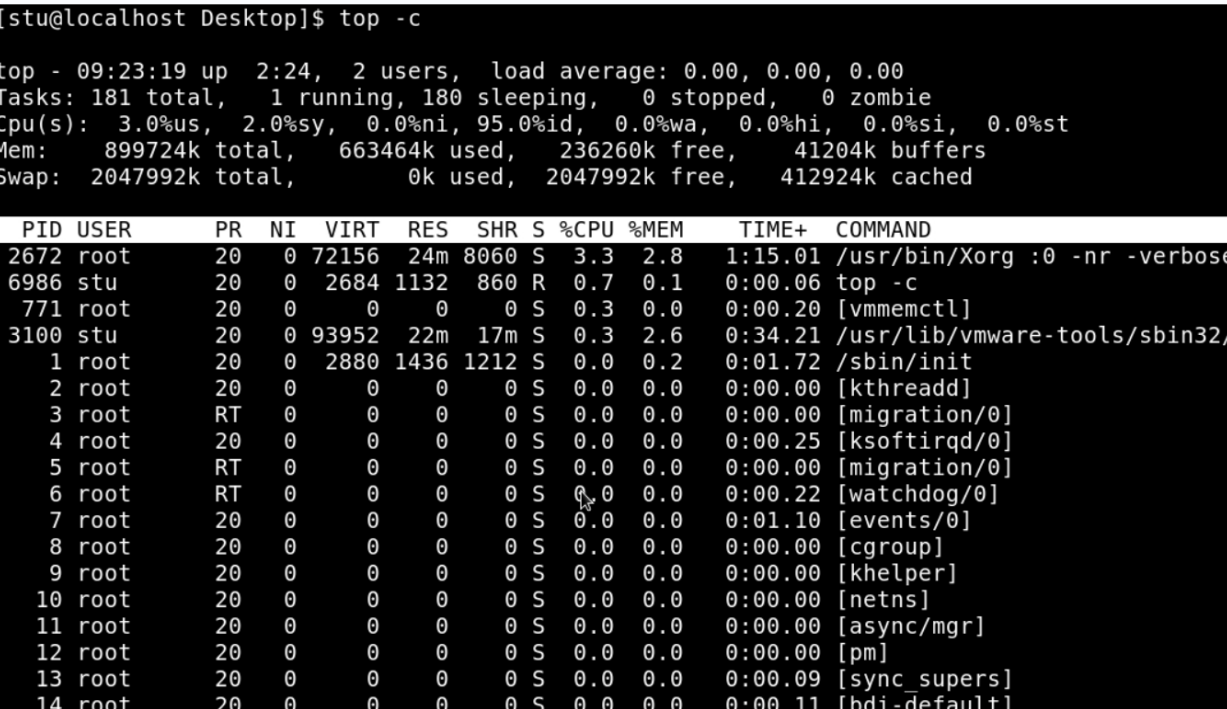 [stu@localhost Desktop]$ top -c
top - 09:23:19 up  2:24,  2 users,  load average: 0.00, 0.00, 0.00
Tasks: 181 total,   1 running, 180 sleeping,   0 stopped,   0 zombie
Cpu(s):  3.0%us,  2.0%sy,  0.0%ni, 95.0%id,  0.0%wa,  0.0%hi,  0.0%si,  0.0%st
Mem:    899724k total,   663464k used,   236260k free,    41204k buffers
Swap:  2047992k total,        0k used,  2047992k free,   412924k cached
PID USER      PR  NI  VIRT  RES  SHR S %CPU %MEM    TIME+  COMMAND
2672 root      20   0 72156  24m 8060 S  3.3  2.8   1:15.01 /usr/bin/Xorg :0 -nr -verbose
6986 stu       20   0  2684 1132  860 R  0.7  0.1   0:00.06 top -c
771 root      20   0     0    0    0 S  0.3  0.0   0:00.20 [vmmemctl]
3100 stu       20   0 93952  22m  17m S  0.3  2.6   0:34.21 /usr/lib/vmware-tools/sbin32/
1 root      20   0  2880 1436 1212 S  0.0  0.2   0:01.72 /sbin/init
2 root      20   0     0    0    0 S  0.0  0.0   0:00.00 [kthreadd]
3 root      RT   0     0    0    0 S  0.0  0.0   0:00.00 [migration/0]
4 root      20   0     0    0    0 S  0.0  0.0   0:00.25 [ksoftirqd/0]
5 root      RT   0     0    0    0 S  0.0  0.0   0:00.00 [migration/0]
6 root      RT   0     0    0    0 S  0.0  0.0   0:00.22 [watchdog/0]
7 root      20   0     0    0    0 S  0.0  0.0   0:01.10 [events/0]
8 root      20   0     0    0    0 S  0.0  0.0   0:00.00 [cgroup]
9 root      20   0     0    0    0 S  0.0  0.0   0:00.00 [khelper]
10 root      20   0     0    0    0 S  0.0  0.0   0:00.00 [netns]
11 root      20   0     0    0    0 S  0.0  0.0   0:00.00 [async/mgr]
12 root      20   0     0    0    0 S  0.0  0.0   0:00.00 [pm]
13 root      20   0     0    0    0 S  0.0  0.0   0:00.09 [sync_supers]
14 root      20   0     0    0    0 S  0.0  0.0   0:00.11 [bdi-default]